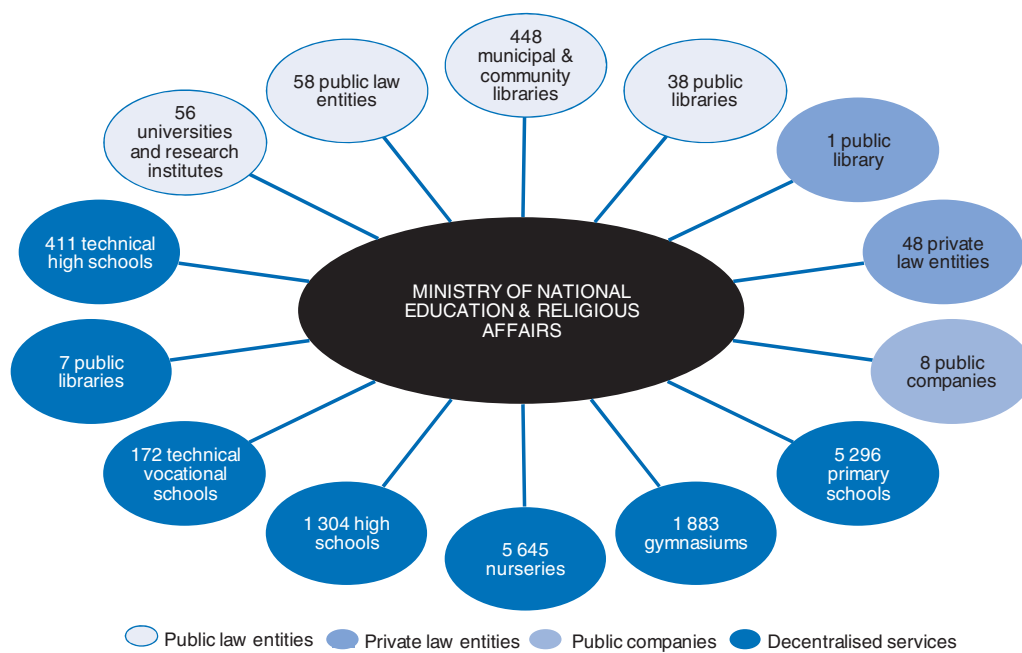 448
municipal &
community
libraries
58 public law
entities
38 public
libraries
56
universities
and research
institutes
1 public
library
411 technical
high schools
48 private
law entities
MINISTRY OF NATIONAL
EDUCATION & RELIGIOUS
AFFAIRS
7 public
libraries
8 public
companies
172 technical
vocational
schools
5 296
primary
schools
1 304 high
schools
1 883
gymnasiums
5 645
nurseries
Public law entities
Private law entities
Public companies
Decentralised services